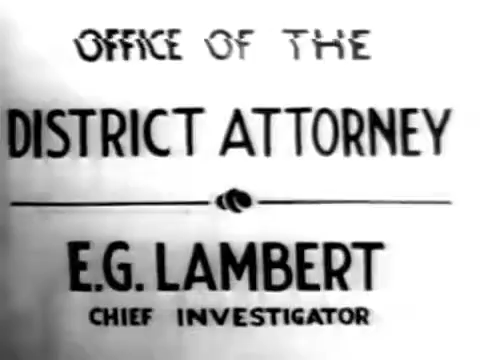 OFFICE OF THE
DISTRICT ATTORNEY
E.G. LAMBERT
CHIEF INVESTIGATOR